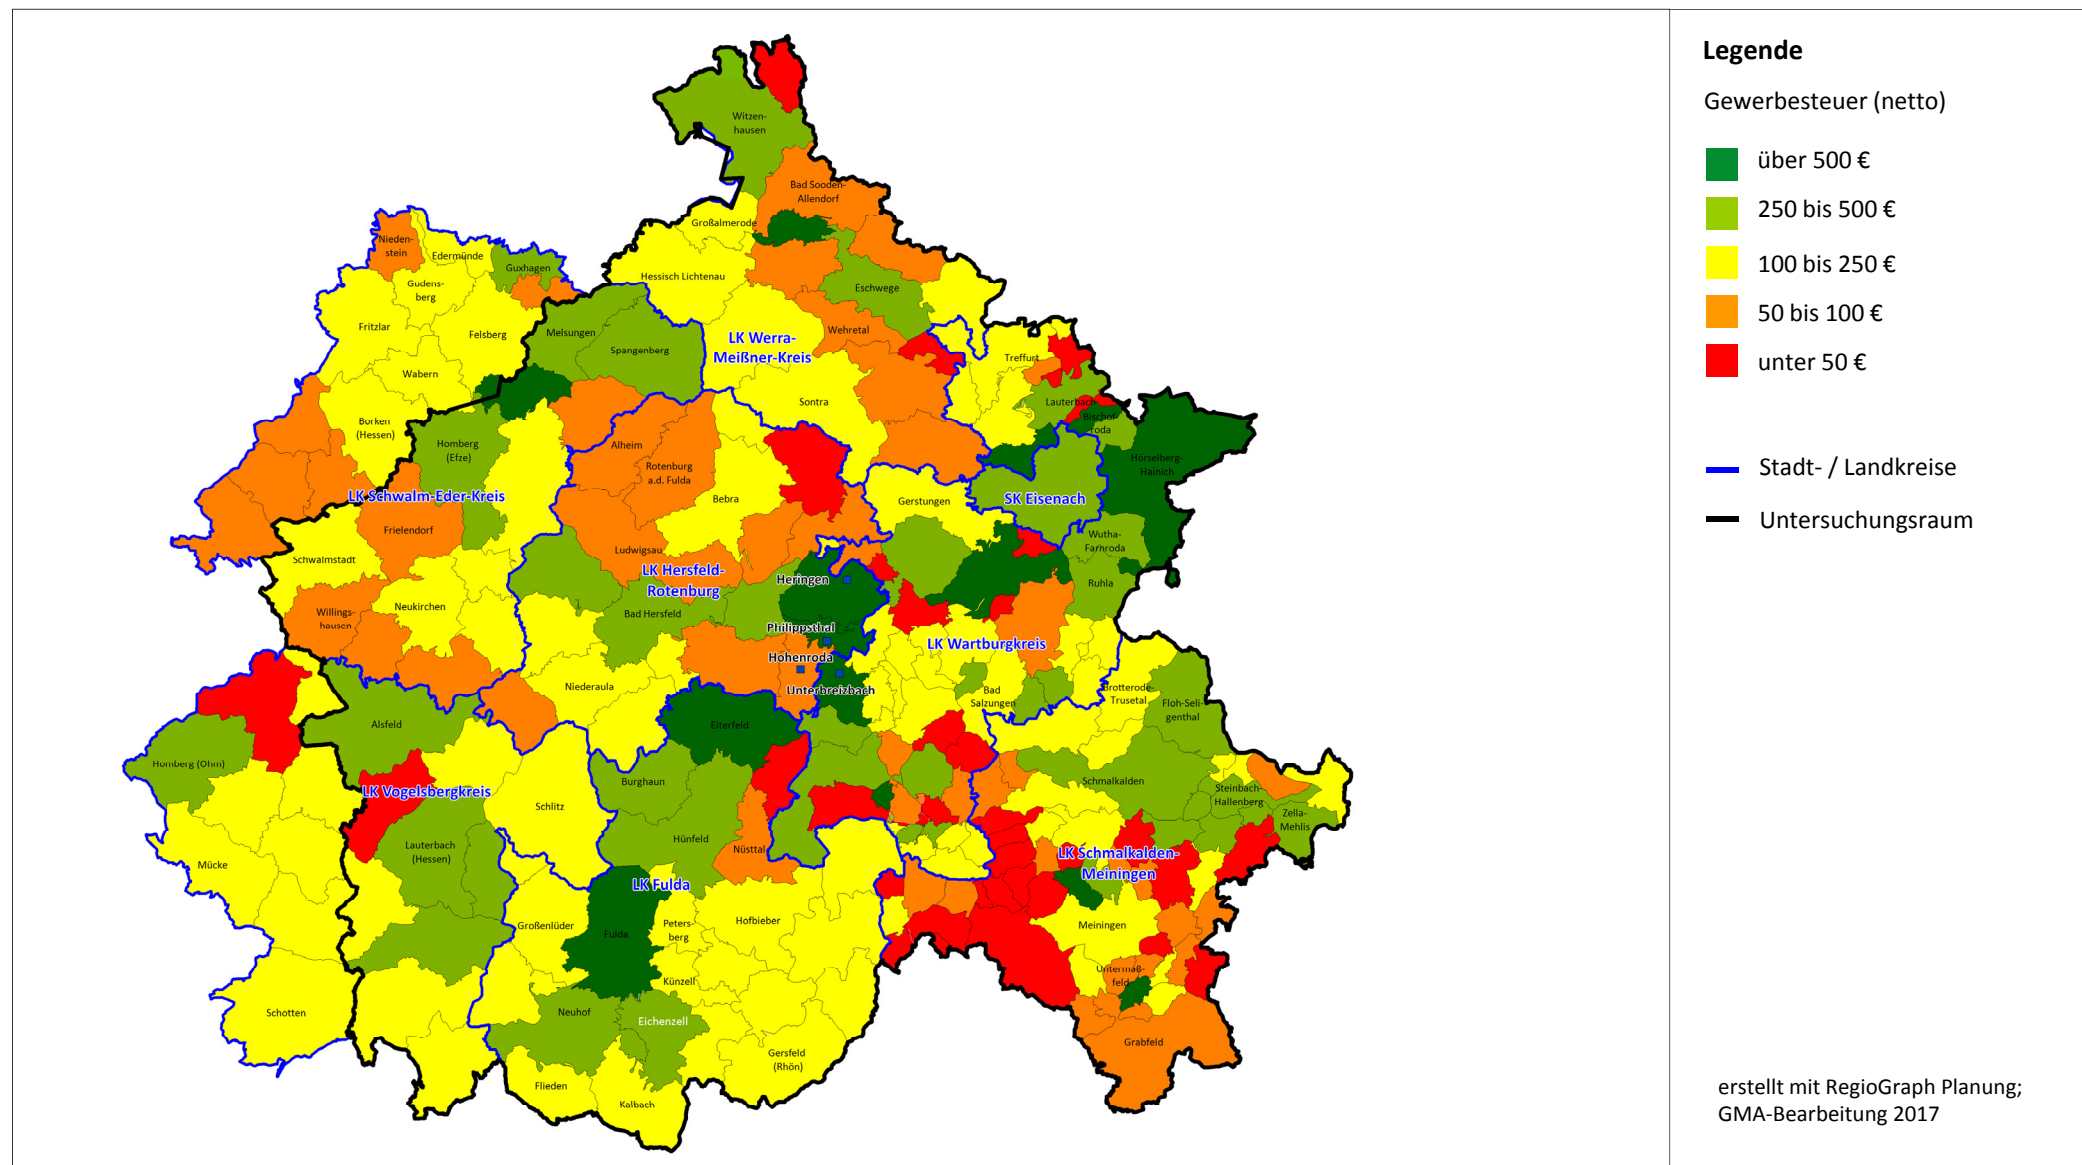 Witzen-
hausen
Bad Sooden-
Allendorf
Großalmerode
Nieden-
stein
Edermünde
Guxhagen
Hessisch Lichtenau
Gudens-
berg
Eschwege
Fritzlar
Felsberg
Melsungen
Wehretal
LK Werra-
Meißner-Kreis
Spangenberg
Treffurt
Wabern
Sontra
Lauterbach
Bischof-
roda
Borken
(Hessen)
Homberg
(Efze)
Alheim
Rotenburg
a.d. Fulda
Hörselberg-
Hainich
LK Schwalm-Eder-Kreis
Bebra
Gerstungen
SK Eisenach
Frielendorf
Wutha-
Farnroda
Schwalmstadt
Ludwigsau
LK Hersfeld-
Rotenburg
Heringen
Ruhla
Willings-
hausen
Neukirchen
Bad Hersfeld
Philippsthal
LK Wartburgkreis
Hohenroda
Niederaula
Unterbreizbach
Bad
Salzungen
Brotterode-
Trusetal
Floh-Seli-
genthal
Alsfeld
Eiterfeld
Homberg (Ohm)
Burghaun
Schmalkalden
LK Vogelsbergkreis
Schlitz
Steinbach-
Hallenberg
Zella-
Mehlis
Hünfeld
Nüsttal
Lauterbach
(Hessen)
Mücke
LK Schmalkalden-
Meiningen
LK Fulda
Großenlüder
Fulda
Peters-
berg
Hofbieber
Meiningen
Künzell
Untermaß-
feld
Schotten
Neuhof
Eichenzell
Grabfeld
Gersfeld
(Rhön)
Flieden
Kalbach
Legende
Gewerbesteuer (netto)
über 500 €
250 bis 500 €
100 bis 250 €
50 bis 100 €
unter 50 €
Stadt- / Landkreise
Untersuchungsraum
erstellt mit RegioGraph Planung;
GMA-Bearbeitung 2017